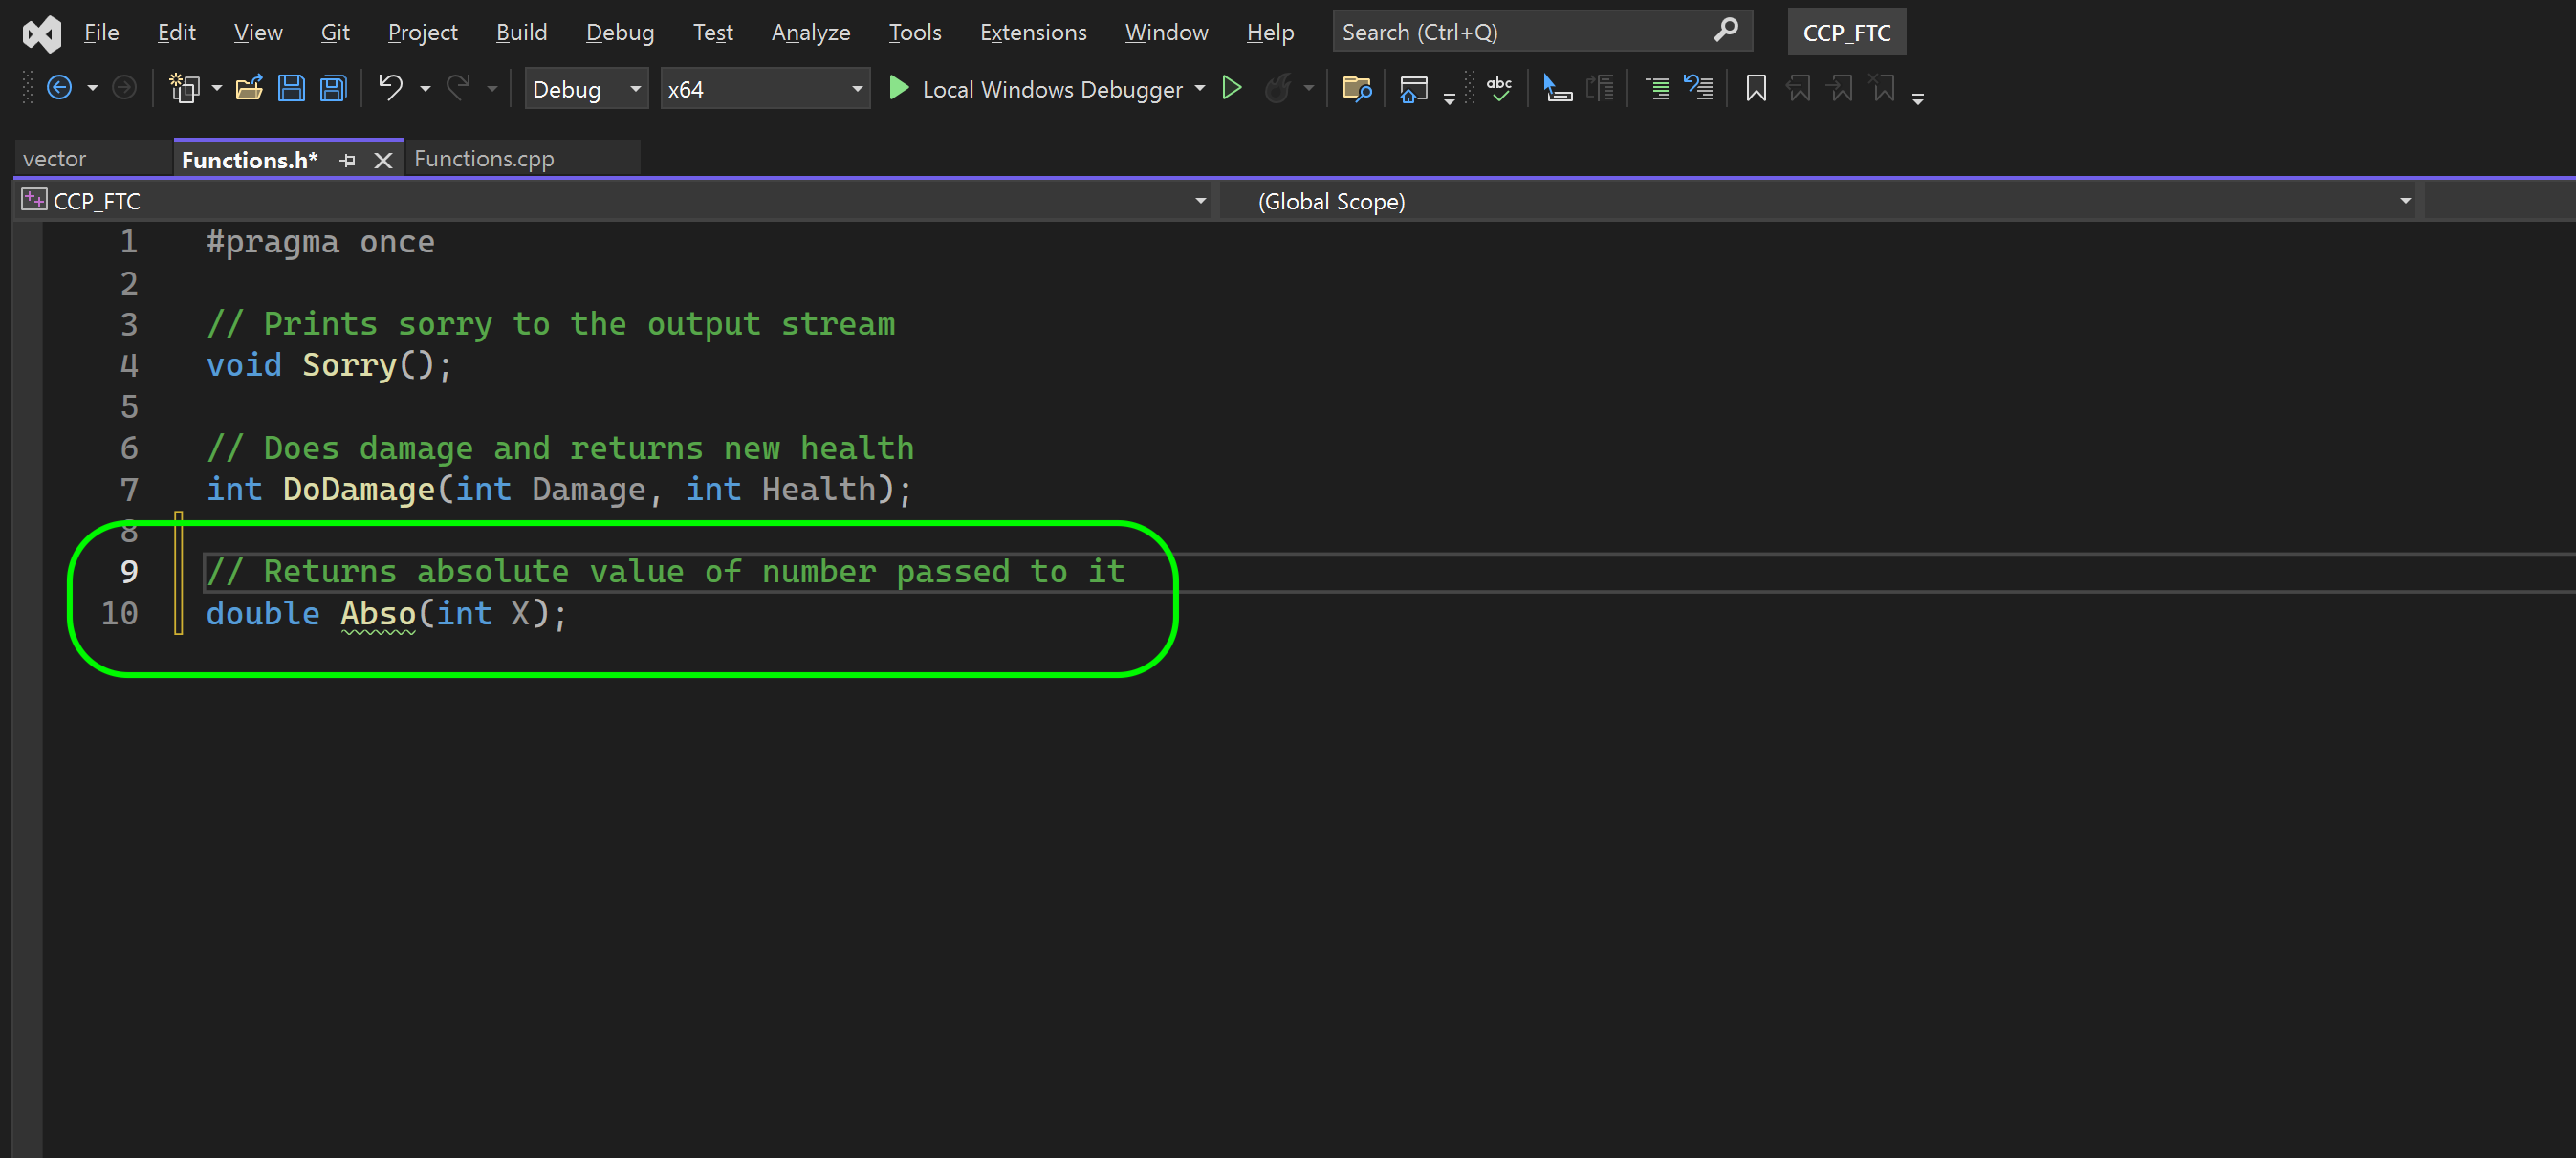 File Edit View Git Project Build Debug Test Analyze Tools Extensions Window Help Search (Ctrl+Q) CCP_FTC
Debug x64 Local Windows Debugger abc
vector Functions.h* Functions.cpp
CCP_FTC (Global Scope)
1 #pragma once
2
3 // Prints sorry to the output stream
4 void Sorry();
5
6 // Does damage and returns new health
7 int DoDamage(int Damage, int Health);
8
9 // Returns absolute value of number passed to it
10 double Abso(int X);